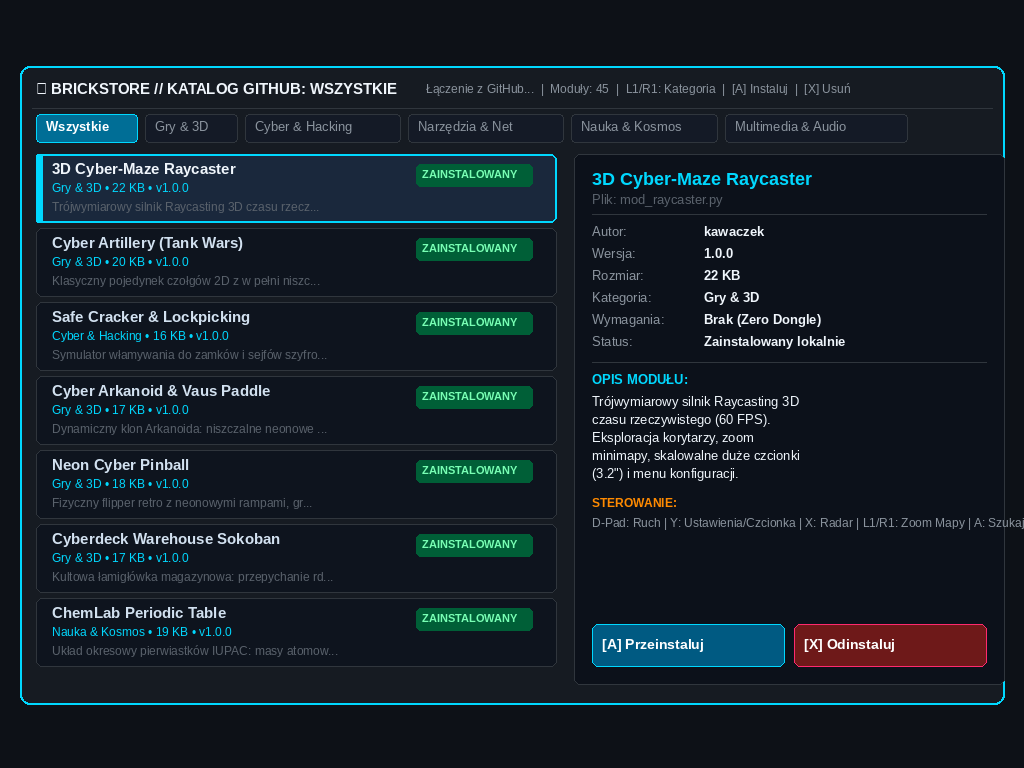 BRICKSTORE // KATALOG GITHUB: WSZYSTKIE
Łączenie z GitHub... | Moduły: 45 | L1/R1: Kategoria | [A] Instaluj | [X] Usuń
Wszystkie
Gry & 3D
Cyber & Hacking
Narzędzia & Net
Nauka & Kosmos
Multimedia & Audio
3D Cyber-Maze Raycaster
ZAINSTALOWANY
Gry & 3D • 22 KB • v1.0.0
Trójwymiarowy silnik Raycasting 3D czasu rzecz...
Cyber Artillery (Tank Wars)
ZAINSTALOWANY
Gry & 3D • 20 KB • v1.0.0
Klasyczny pojedynek czołgów 2D z w pełni niszc...
Safe Cracker & Lockpicking
ZAINSTALOWANY
Cyber & Hacking • 16 KB • v1.0.0
Symulator włamywania do zamków i sejfów szyfro...
Cyber Arkanoid & Vaus Paddle
ZAINSTALOWANY
Gry & 3D • 17 KB • v1.0.0
Dynamiczny klon Arkanoida: niszczalne neonowe ...
Neon Cyber Pinball
ZAINSTALOWANY
Gry & 3D • 18 KB • v1.0.0
Fizyczny flipper retro z neonowymi rampami, gr...
Cyberdeck Warehouse Sokoban
ZAINSTALOWANY
Gry & 3D • 17 KB • v1.0.0
Kultowa łamigłówka magazynowa: przepychanie rd...
ChemLab Periodic Table
ZAINSTALOWANY
Nauka & Kosmos • 19 KB • v1.0.0
Układ okresowy pierwiastków IUPAC: masy atomow...
3D Cyber-Maze Raycaster
Plik: mod_raycaster.py
Autor: kawaczek
Wersja: 1.0.0
Rozmiar: 22 KB
Kategoria: Gry & 3D
Wymagania: Brak (Zero Dongle)
Status: Zainstalowany lokalnie
OPIS MODUŁU:
Trójwymiarowy silnik Raycasting 3D
czasu rzeczywistego (60 FPS).
Eksploracja korytarzy, zoom
minimapy, skalowalne duże czcionki
(3.2") i menu konfiguracji.
STEROWANIE:
D-Pad: Ruch | Y: Ustawienia/Czcionka | X: Radar | L1/R1: Zoom Mapy | A: Szukaj
[A] Przeinstaluj
[X] Odinstaluj